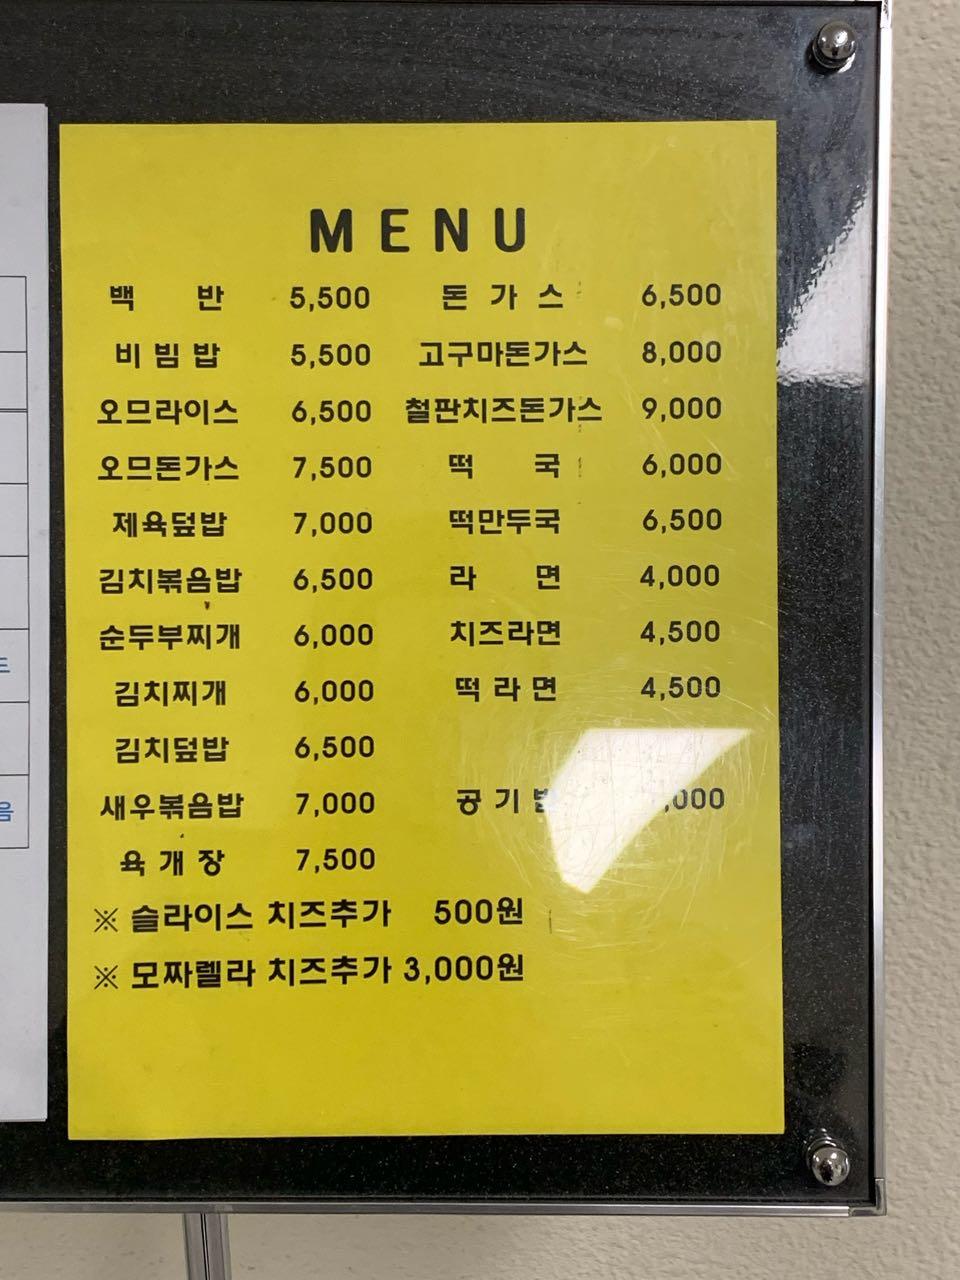 MENU
백 반 5,500 돈 가 스 6,500
비 빔 밥 5,500 고구마돈가스 8,000
오므라이스 6,500 철판치즈돈가스 9,000
오므돈가스 7,500 떡 국 6,000
제육덮밥 7,000 떡만두국 6,500
김치볶음밥 6,500 라 면 4,000
순두부찌개 6,000 치즈라면 4,500
김치찌개 6,000 떡 라 면 4,500
김치덮밥 6,500
새우볶음밥 7,000 공 기
육 개 장 7,500
※ 슬라이스 치즈추가 500원
※ 모짜렐라 치즈추가 3,000원
드
음